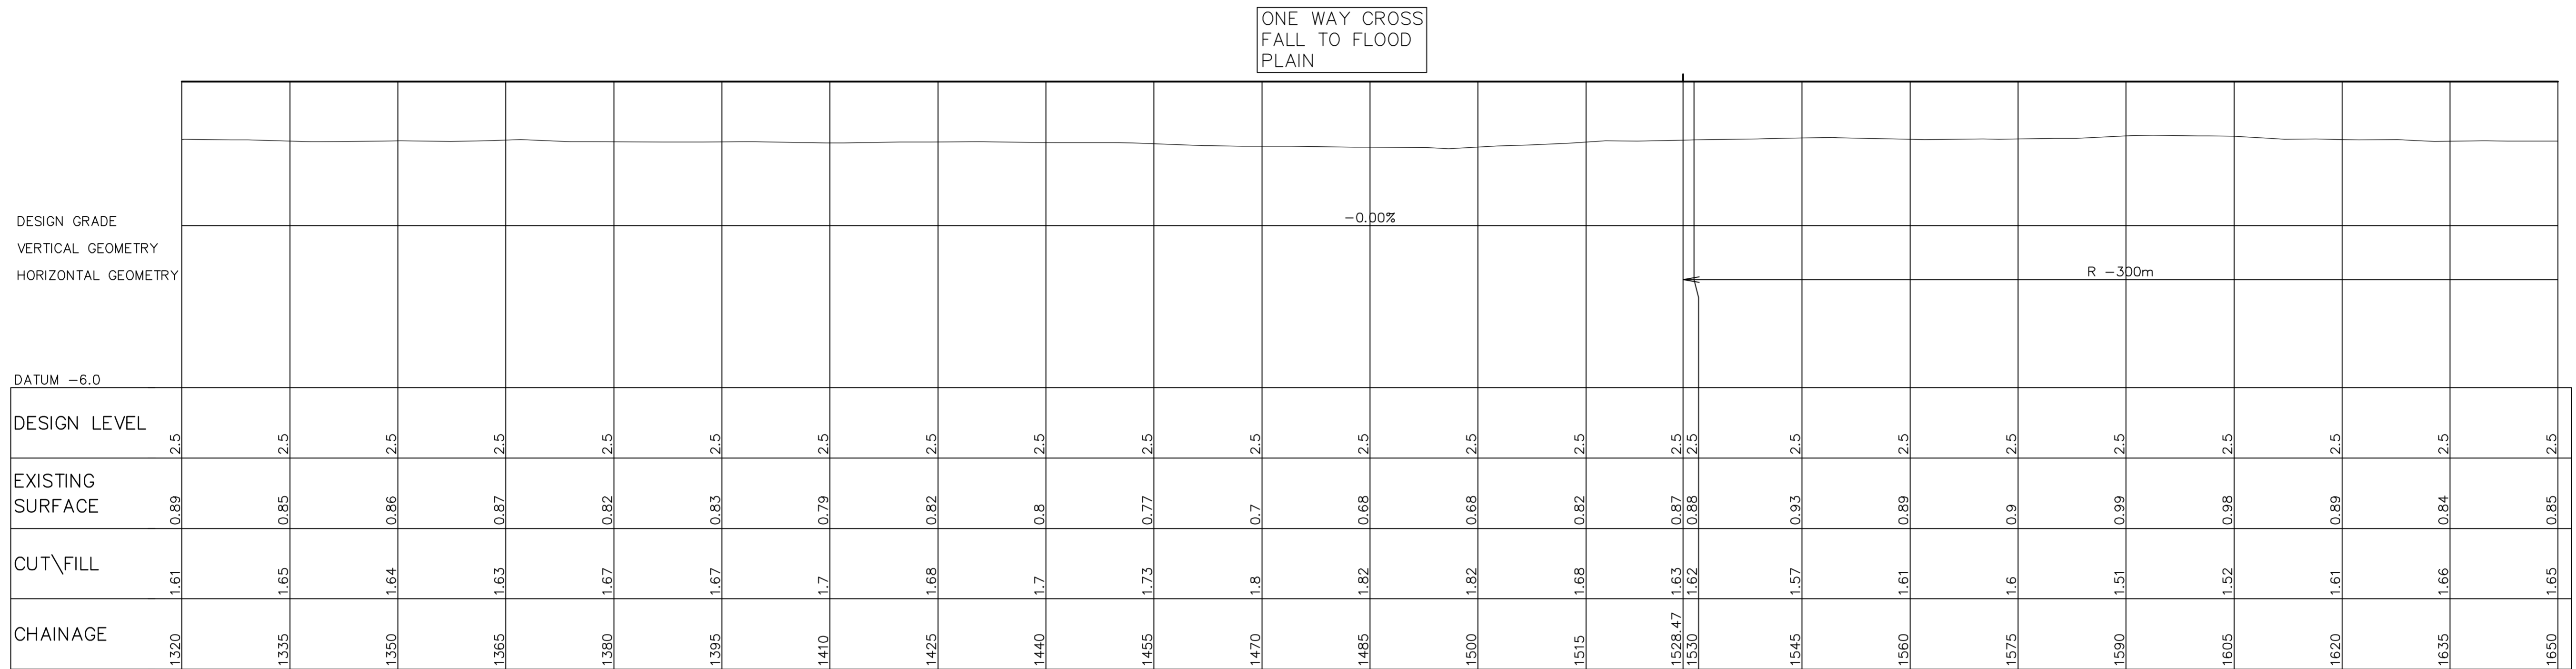 ONE WAY CROSS
FALL TO FLOOD
PLAIN
DESIGN GRADE
-0.00%
VERTICAL GEOMETRY
HORIZONTAL GEOMETRY
R -300m
DATUM -6.0
DESIGN LEVEL 2.5 2.5 2.5 2.5 2.5 2.5 2.5 2.5 2.5 2.5 2.5 2.5 2.5 2.5 2.5 2.5 2.5 2.5 2.5 2.5 2.5 2.5 2.5 2.5
EXISTING
SURFACE 0.89 0.85 0.86 0.87 0.82 0.83 0.79 0.82 0.8 0.77 0.7 0.68 0.68 0.82 0.87 0.88 0.93 0.89 0.9 0.99 0.98 0.89 0.84 0.85
CUT\FILL 1.61 1.65 1.64 1.63 1.67 1.67 1.7 1.68 1.7 1.73 1.8 1.82 1.82 1.68 1.63 1.62 1.57 1.61 1.6 1.51 1.52 1.61 1.66 1.65
CHAINAGE 1320 1335 1350 1365 1380 1395 1410 1425 1440 1455 1470 1485 1500 1515 1528.47 1530 1545 1560 1575 1590 1605 1620 1635 1650